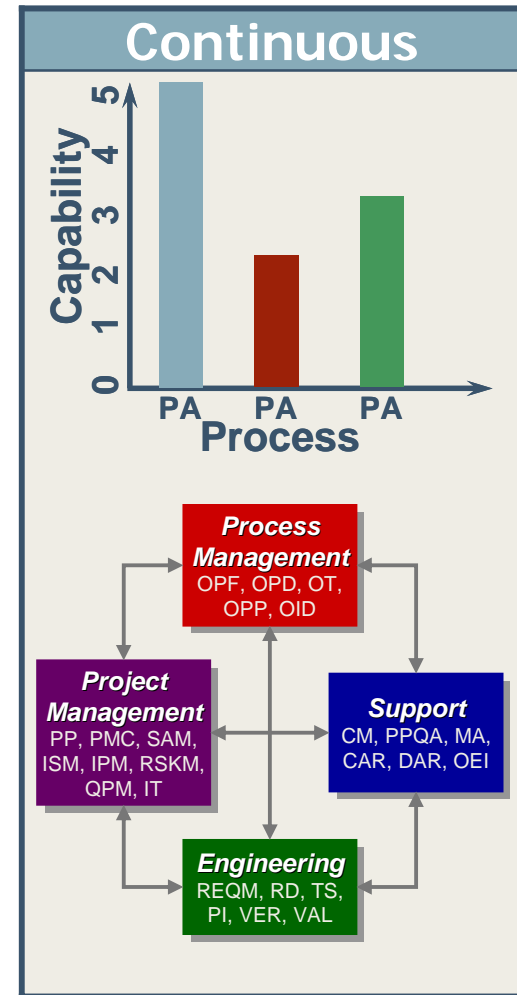 Continuous
Capability
5
4
3
2
1
0
PA PA PA
Process
Process
Management
OPF, OPD, OT,
OPP, OID
Project
Management
PP, PMC, SAM,
ISM, IPM, RSKM,
QPM, IT
Support
CM, PPQA, MA,
CAR, DAR, OEI
Engineering
REQM, RD, TS,
PI, VER, VAL